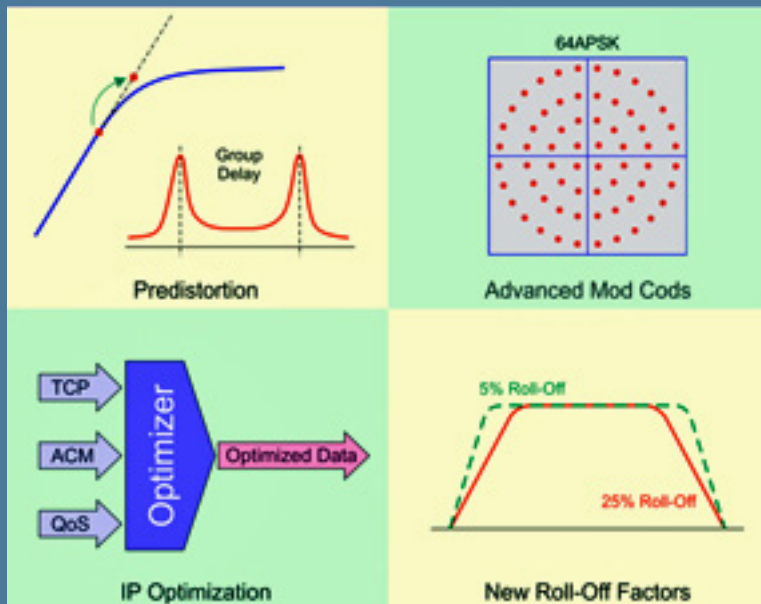 Group
Delay
Predistortion
64APSK
Advanced Mod Cods
TCP
ACM
QoS
Optimizer
Optimized Data
IP Optimization
5% Roll-Off
25% Roll-Off
New Roll-Off Factors